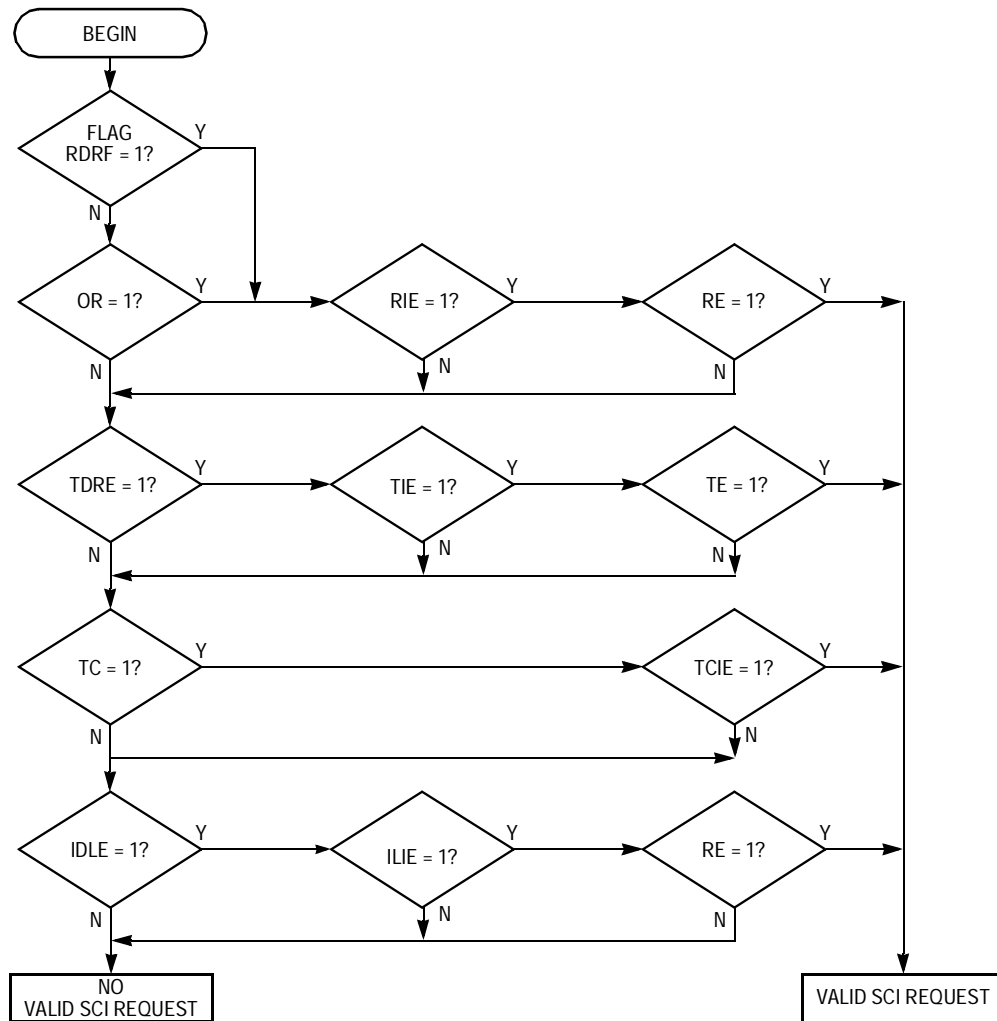 BEGIN
FLAG
RDRF = 1?
Y
N
OR = 1?
Y
RIE = 1?
Y
RE = 1?
Y
N
N
N
TDRE = 1?
Y
TIE = 1?
Y
TE = 1?
Y
N
N
N
TC = 1?
Y
TCIE = 1?
Y
N
N
IDLE = 1?
Y
ILIE = 1?
Y
RE = 1?
Y
N
N
N
NO
VALID SCI REQUEST
VALID SCI REQUEST